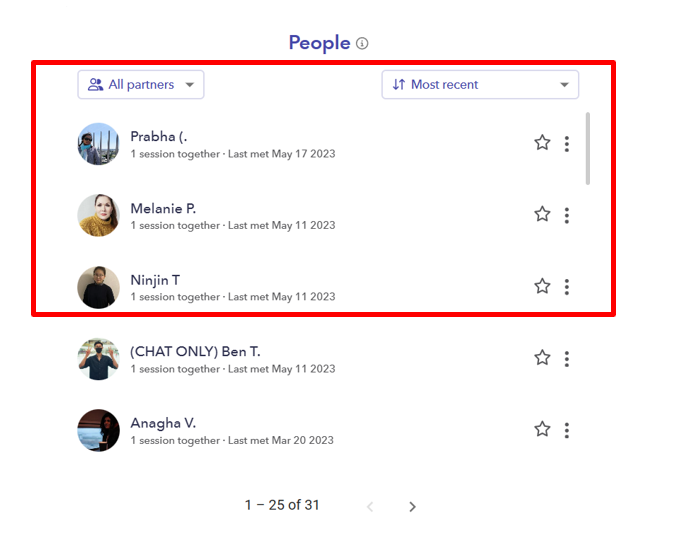 People
All partners
Most recent
Prabha (.
1 session together · Last met May 17 2023
Melanie P.
1 session together · Last met May 11 2023
Ninjin T
1 session together · Last met May 11 2023
(CHAT ONLY) Ben T.
1 session together · Last met May 11 2023
Anagha V.
1 session together · Last met Mar 20 2023
1 – 25 of 31